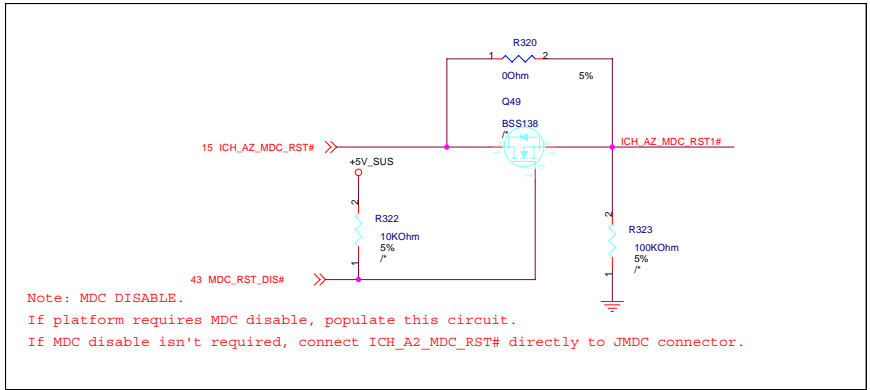 R320
1 2
0Ohm 5%
Q49
BSS138
/*
15 ICH_AZ_MDC_RST#
ICH_AZ_MDC_RST1#
+5V_SUS
2
R322
10KOhm
5%
/*
1
2
R323
100KOhm
5%
/*
1
43 MDC_RST_DIS#
Note: MDC DISABLE.
If platform requires MDC disable, populate this circuit.
If MDC disable isn't required, connect ICH_A2_MDC_RST# directly to JMDC connector.